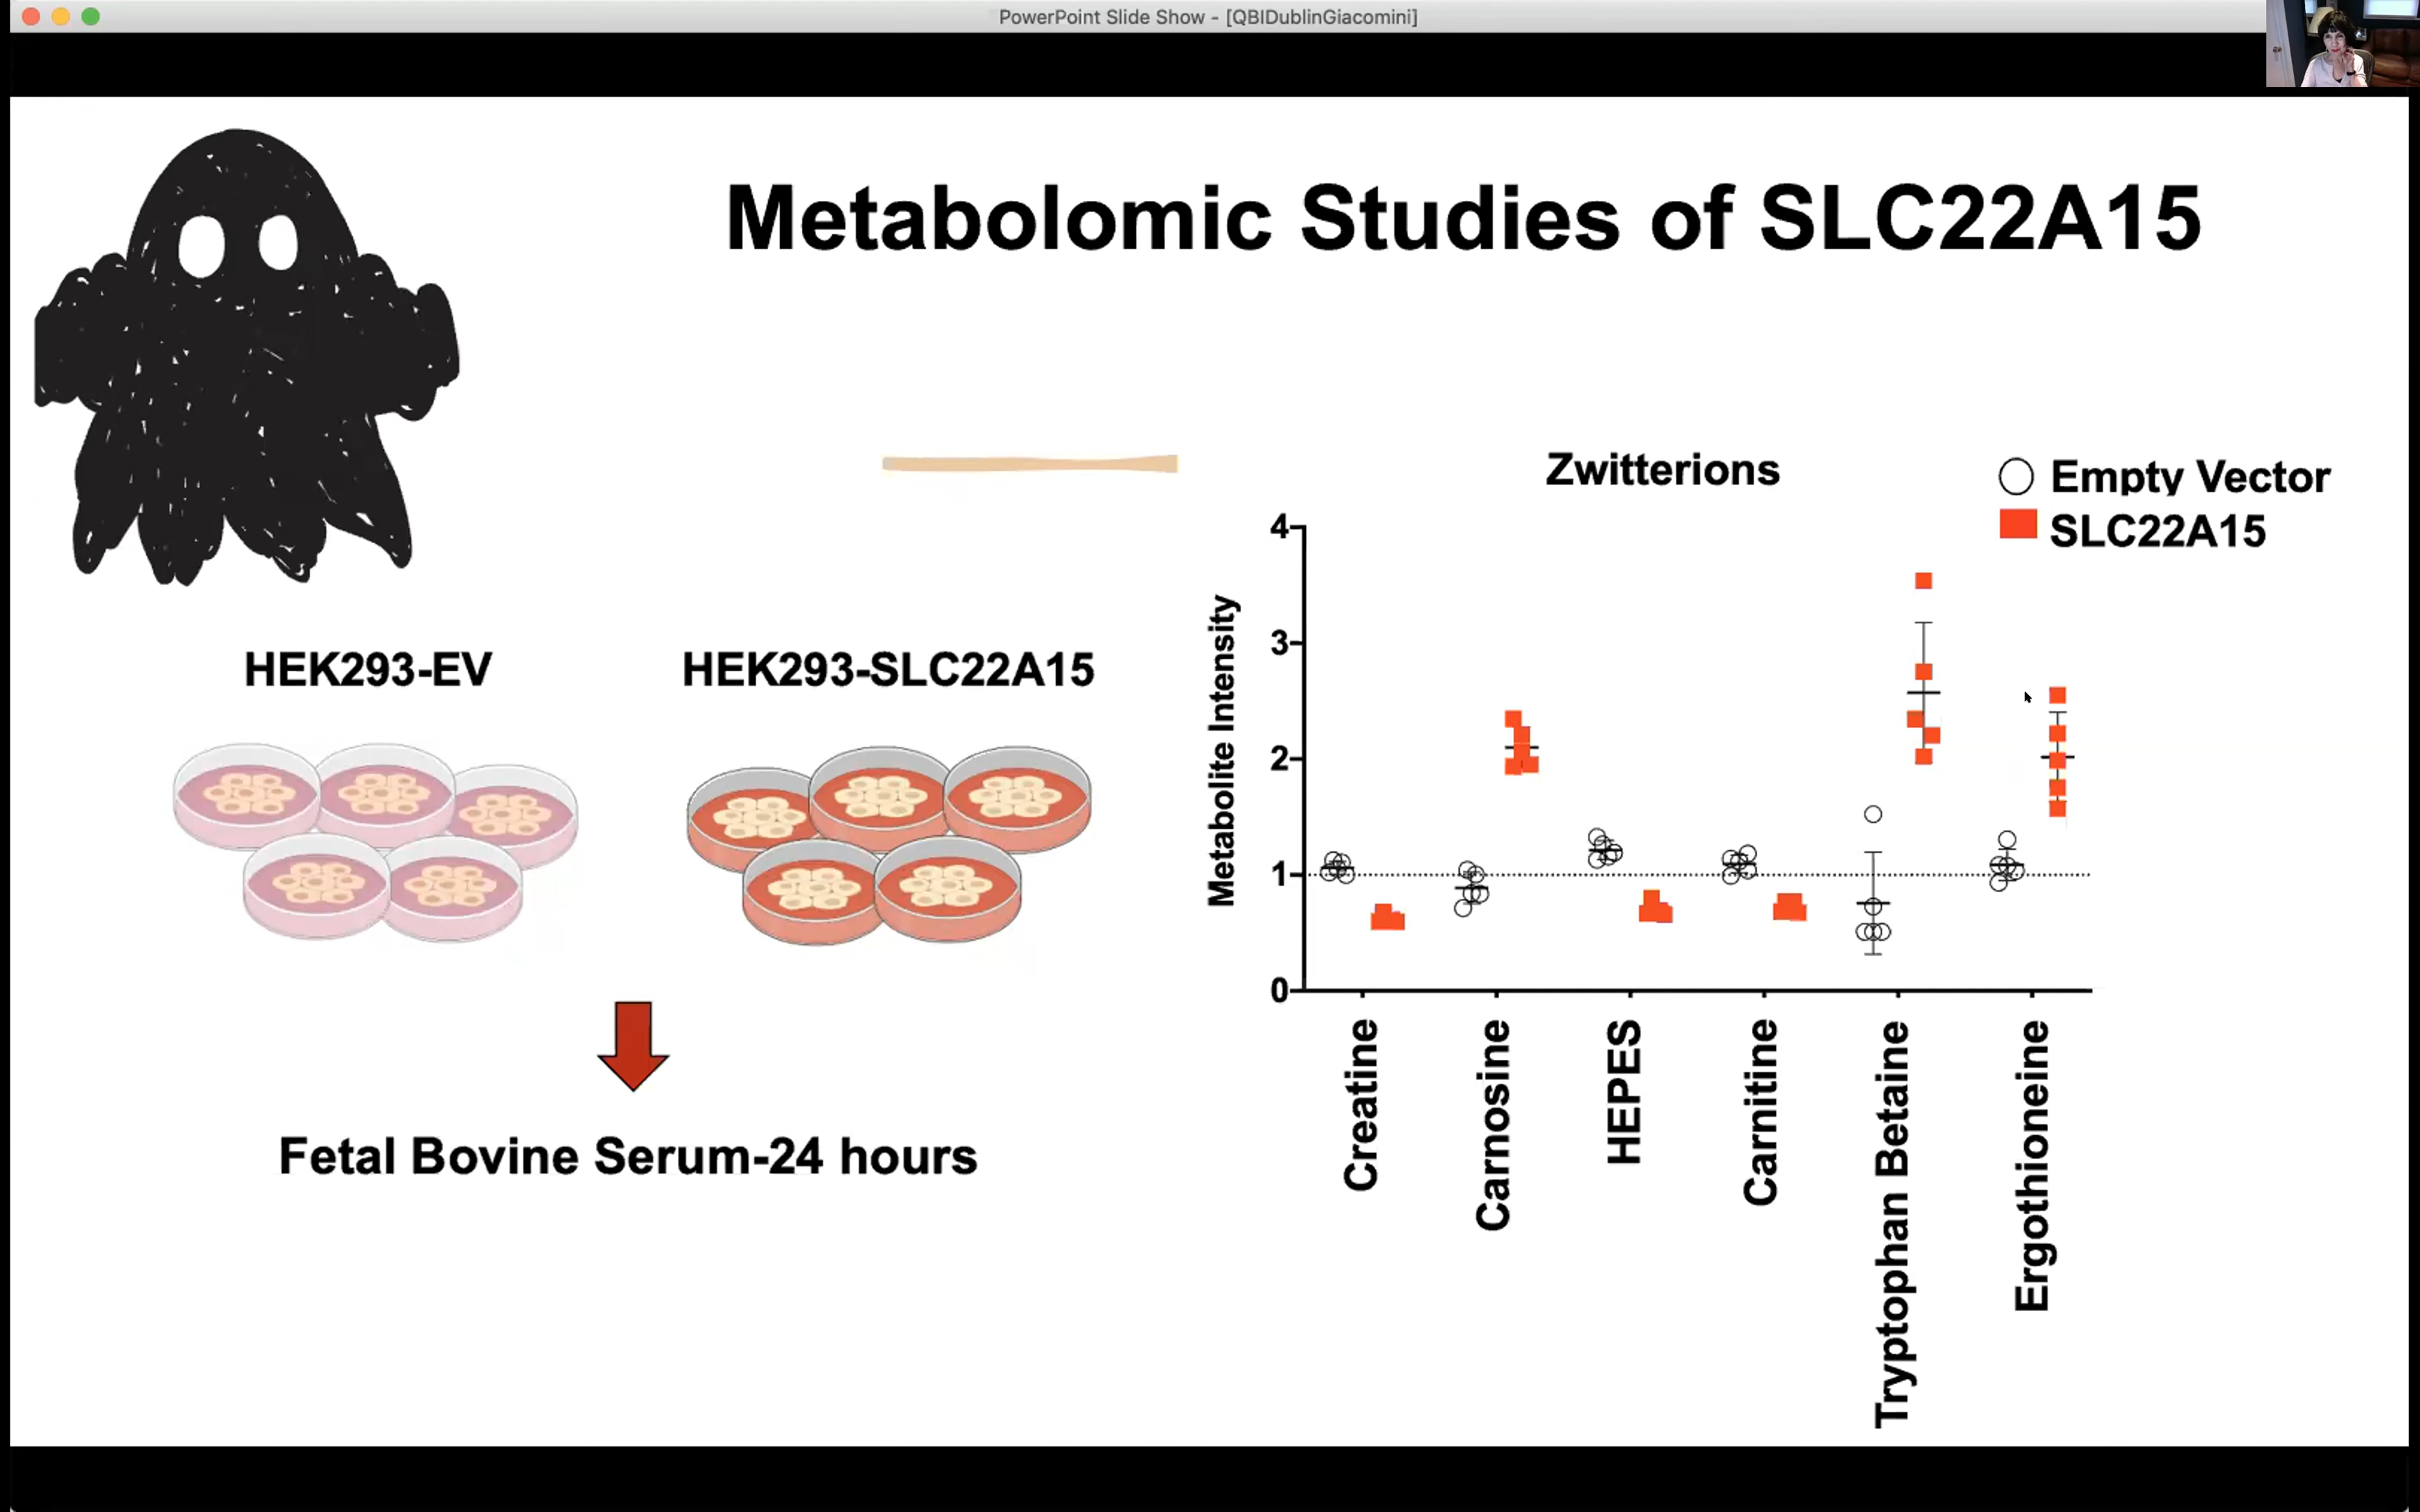 PowerPoint Slide Show - [QBIDublinGiacomini]
Metabolomic Studies of SLC22A15
HEK293-EV
HEK293-SLC22A15
Fetal Bovine Serum-24 hours
Zwitterions
Empty Vector
SLC22A15
Metabolite Intensity
4
3
2
1
0
Creatine
Carnosine
HEPES
Carnitine
Tryptophan Betaine
Ergothioneine